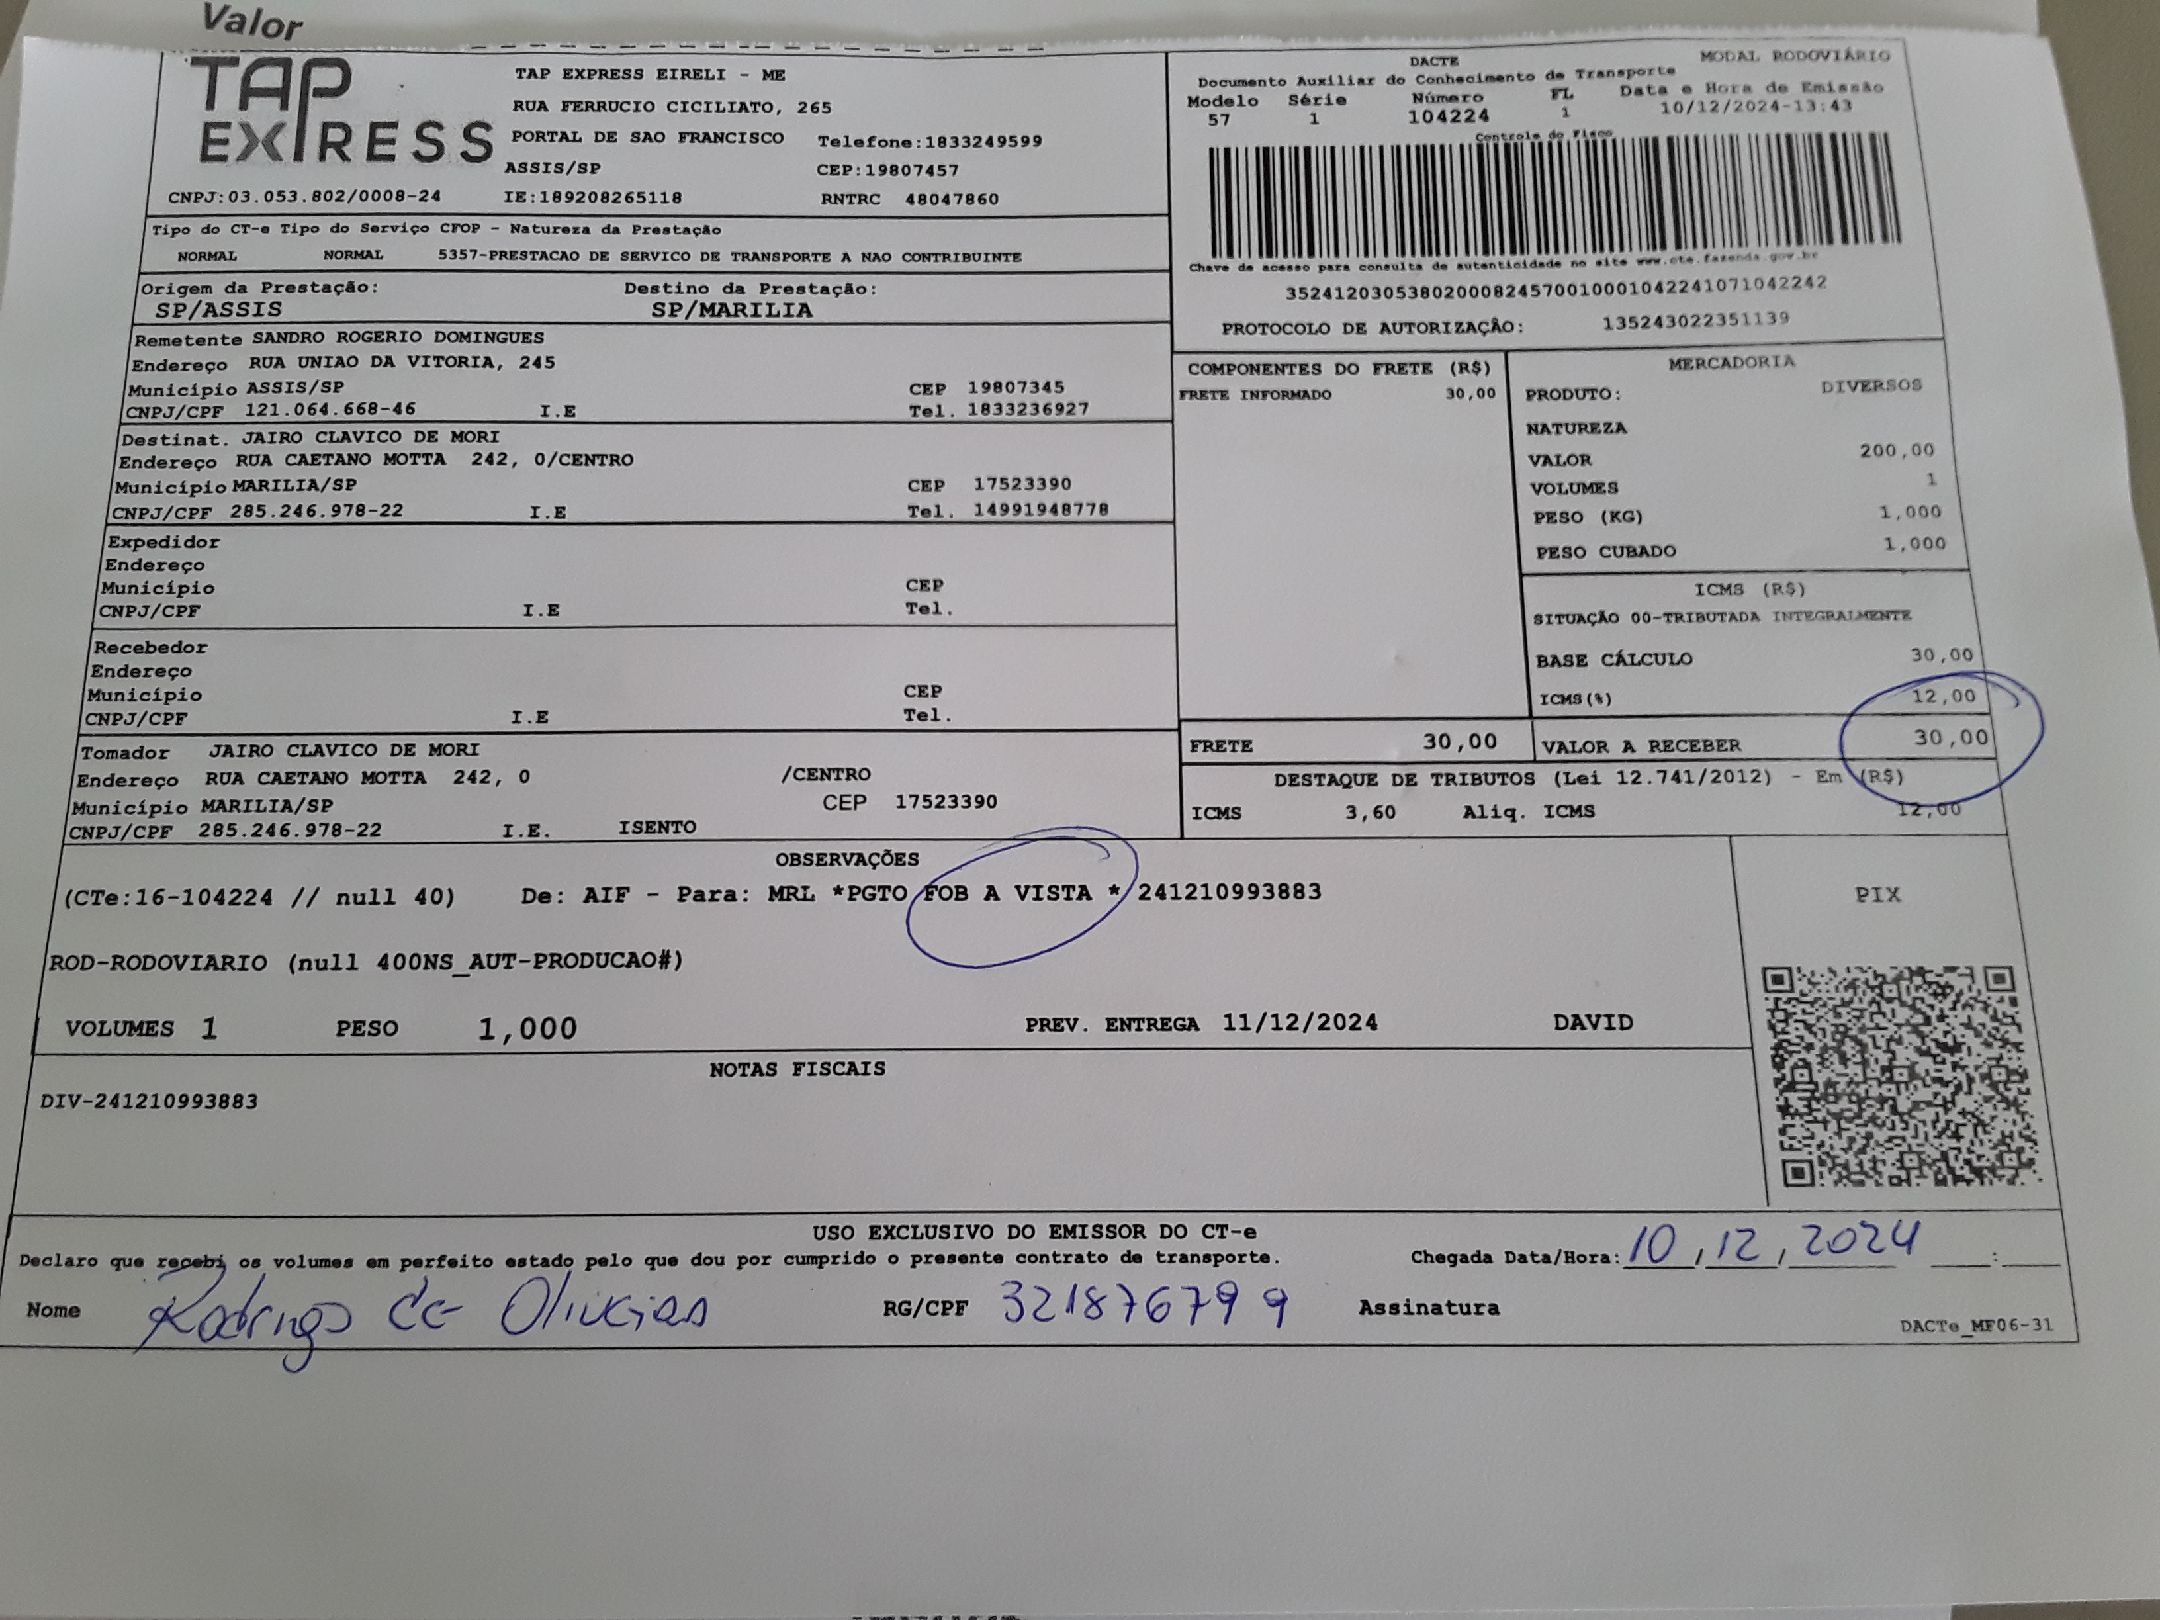 Valor
TAP EXPRESS
TAP EXPRESS EIRELI - ME
RUA FERRUCIO CICILIATO, 265
PORTAL DE SAO FRANCISCO Telefone:1833249599
ASSIS/SP CEP:19807457
CNPJ:03.053.802/0008-24 IE:189208265118 RNTRC 48047860
DACTE MODAL RODOVIÁRIO
Documento Auxiliar do Conhecimento de Transporte
Modelo Série Número FL Data e Hora de Emissão
57 1 104224 1 10/12/2024-13:43
Controle do Fisco
Chave de acesso para consulta de autenticidade no site www.cte.fazenda.gov.br
35241203053802000824570010001042241071042242
PROTOCOLO DE AUTORIZAÇÃO: 135243022351139
Tipo do CT-e Tipo do Serviço CFOP - Natureza da Prestação
NORMAL NORMAL 5357-PRESTACAO DE SERVICO DE TRANSPORTE A NAO CONTRIBUINTE
Origem da Prestação: Destino da Prestação:
SP/ASSIS SP/MARILIA
Remetente SANDRO ROGERIO DOMINGUES
Endereço RUA UNIAO DA VITORIA, 245
Município ASSIS/SP CEP 19807345
CNPJ/CPF 121.064.668-46 I.E Tel. 1833236927
Destinat. JAIRO CLAVICO DE MORI
Endereço RUA CAETANO MOTTA 242, 0/CENTRO
Município MARILIA/SP CEP 17523390
CNPJ/CPF 285.246.978-22 I.E Tel. 14991948778
Expedidor
Endereço
Município CEP
CNPJ/CPF I.E Tel.
Recebedor
Endereço
Município CEP
CNPJ/CPF I.E Tel.
Tomador JAIRO CLAVICO DE MORI
Endereço RUA CAETANO MOTTA 242, 0 /CENTRO
Município MARILIA/SP CEP 17523390
CNPJ/CPF 285.246.978-22 I.E. ISENTO
COMPONENTES DO FRETE (R$)
FRETE INFORMADO 30,00
MERCADORIA
PRODUTO: DIVERSOS
NATUREZA
VALOR 200,00
VOLUMES 1
PESO (KG) 1,000
PESO CUBADO 1,000
ICMS (R$)
SITUAÇÃO 00-TRIBUTADA INTEGRALMENTE
BASE CÁLCULO 30,00
ICMS(%) 12,00
FRETE 30,00 VALOR A RECEBER 30,00
DESTAQUE DE TRIBUTOS (Lei 12.741/2012) - Em (R$)
ICMS 3,60 Aliq. ICMS 12,00
OBSERVAÇÕES
(CTe:16-104224 // null 40) De: AIF - Para: MRL *PGTO FOB A VISTA * 241210993883
ROD-RODOVIARIO (null 400NS_AUT-PRODUCAO#)
VOLUMES 1 PESO 1,000 PREV. ENTREGA 11/12/2024 DAVID
PIX
NOTAS FISCAIS
DIV-241210993883
USO EXCLUSIVO DO EMISSOR DO CT-e
Declaro que recebi os volumes em perfeito estado pelo que dou por cumprido o presente contrato de transporte. Chegada Data/Hora: 10, 12, 2024 :
Nome Rodrigo de Oliveira RG/CPF 321876799 Assinatura
DACTe_MF06-31